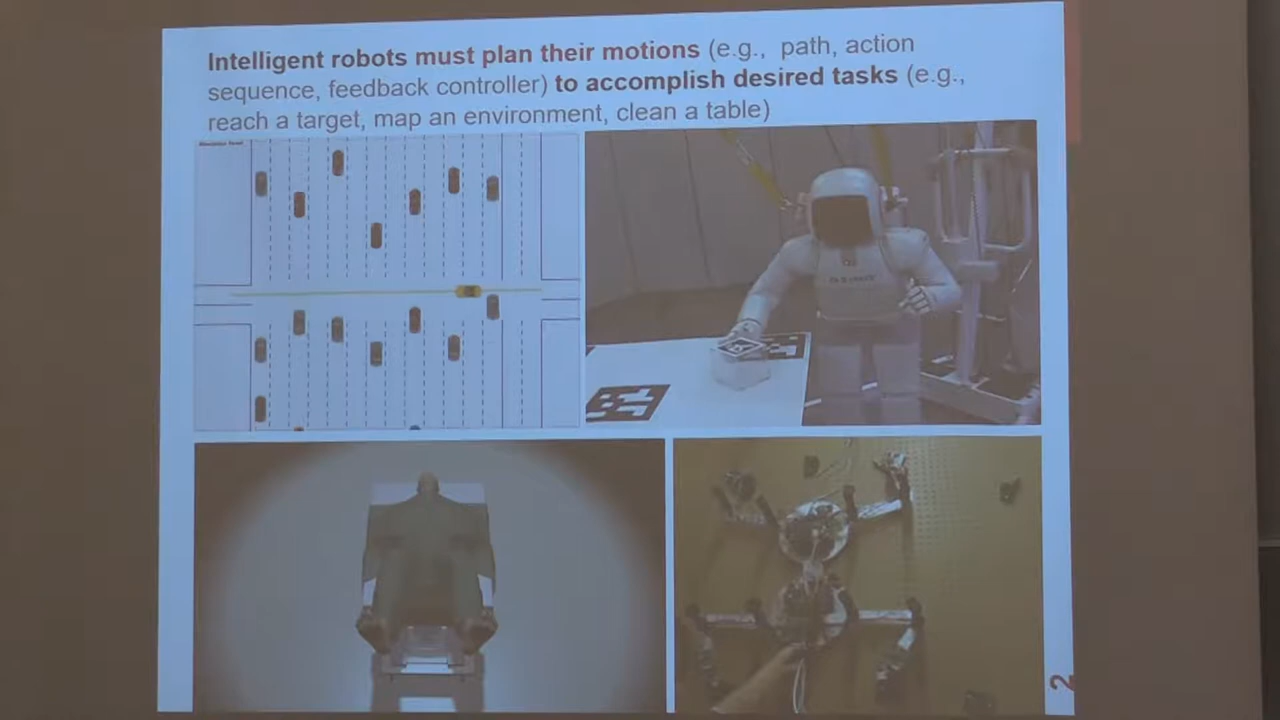 Intelligent robots must plan their motions (e.g., path, action
sequence, feedback controller) to accomplish desired tasks (e.g.,
reach a target, map an environment, clean a table)
2